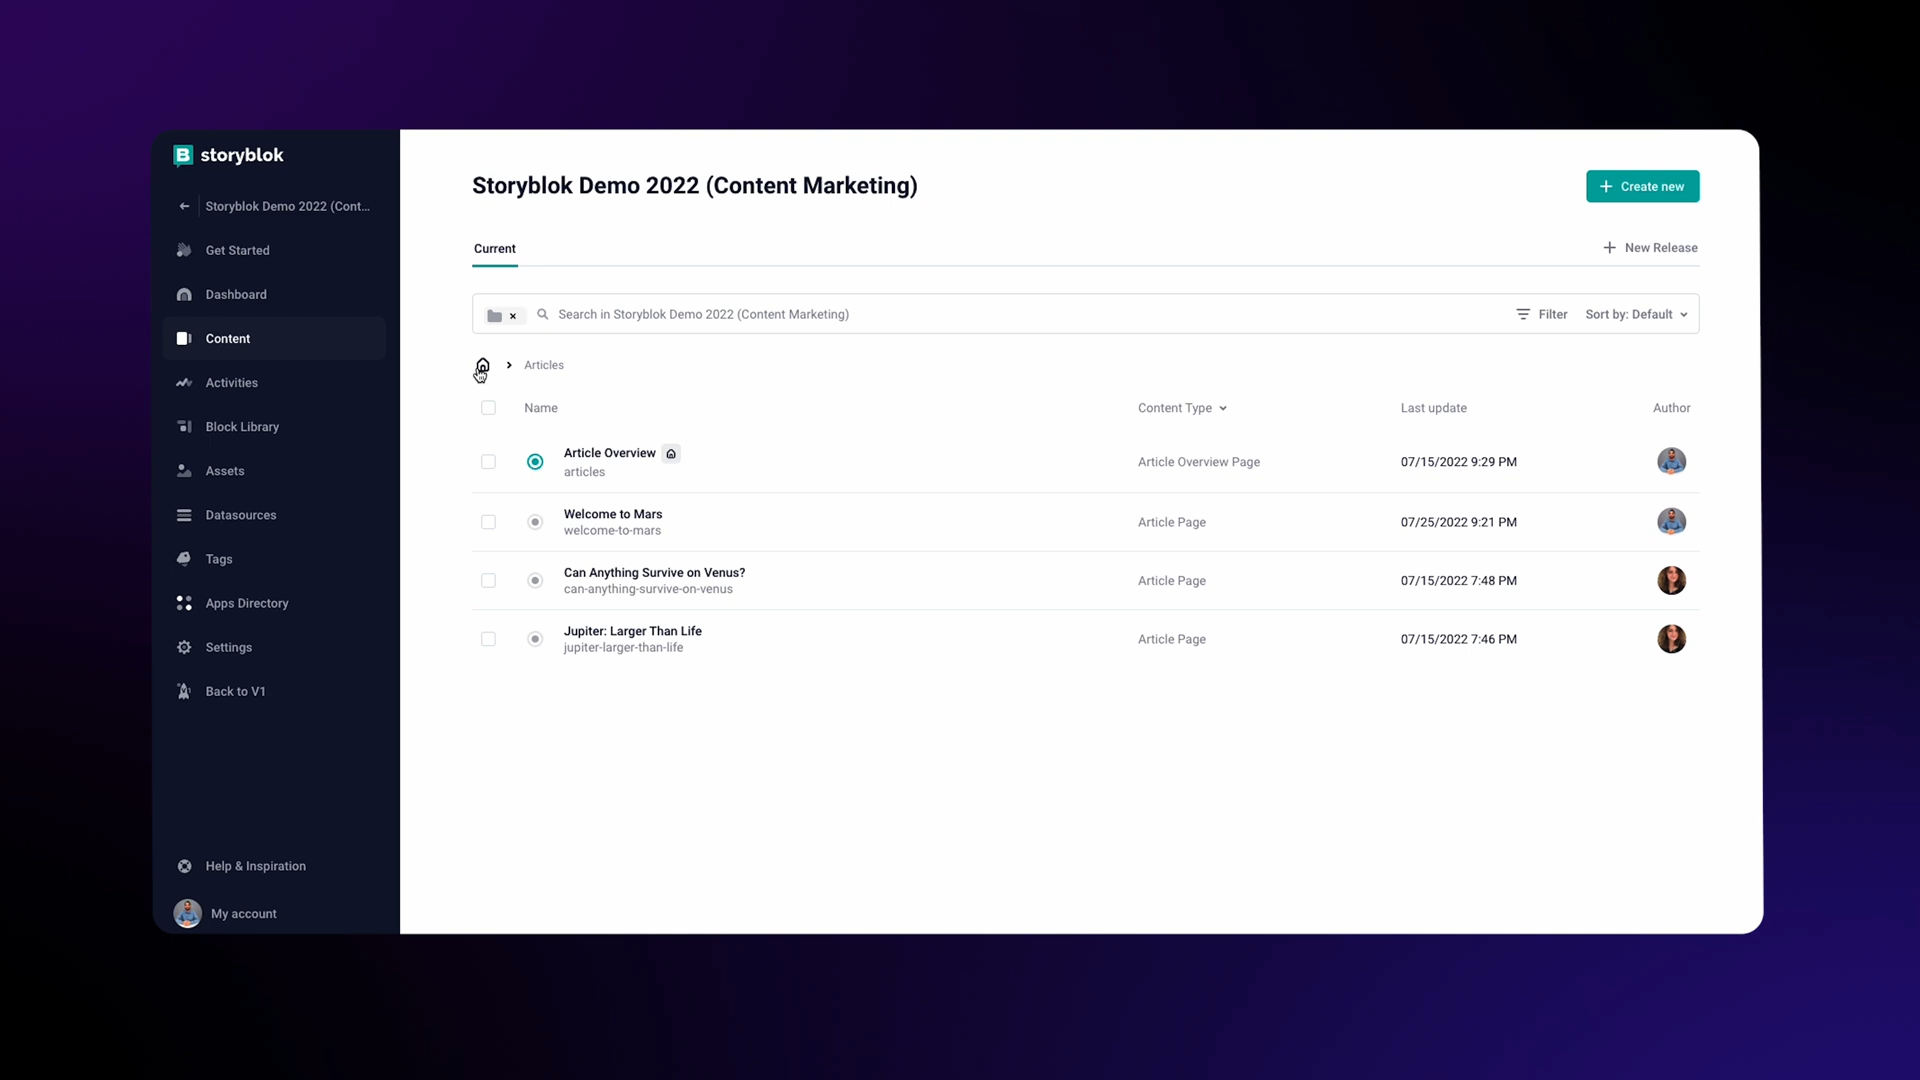 storyblok
Storyblok Demo 2022 (Cont...
Get Started
Dashboard
Content
Activities
Block Library
Assets
Datasources
Tags
Apps Directory
Settings
Back to V1
Help & Inspiration
My account
Storyblok Demo 2022 (Content Marketing)
Create new
Current
New Release
Search in Storyblok Demo 2022 (Content Marketing)
Filter
Sort by: Default
Articles
Name Content Type Last update Author
Article Overview
articles
Article Overview Page
07/15/2022 9:29 PM
Welcome to Mars
welcome-to-mars
Article Page
07/25/2022 9:21 PM
Can Anything Survive on Venus?
can-anything-survive-on-venus
Article Page
07/15/2022 7:48 PM
Jupiter: Larger Than Life
jupiter-larger-than-life
Article Page
07/15/2022 7:46 PM